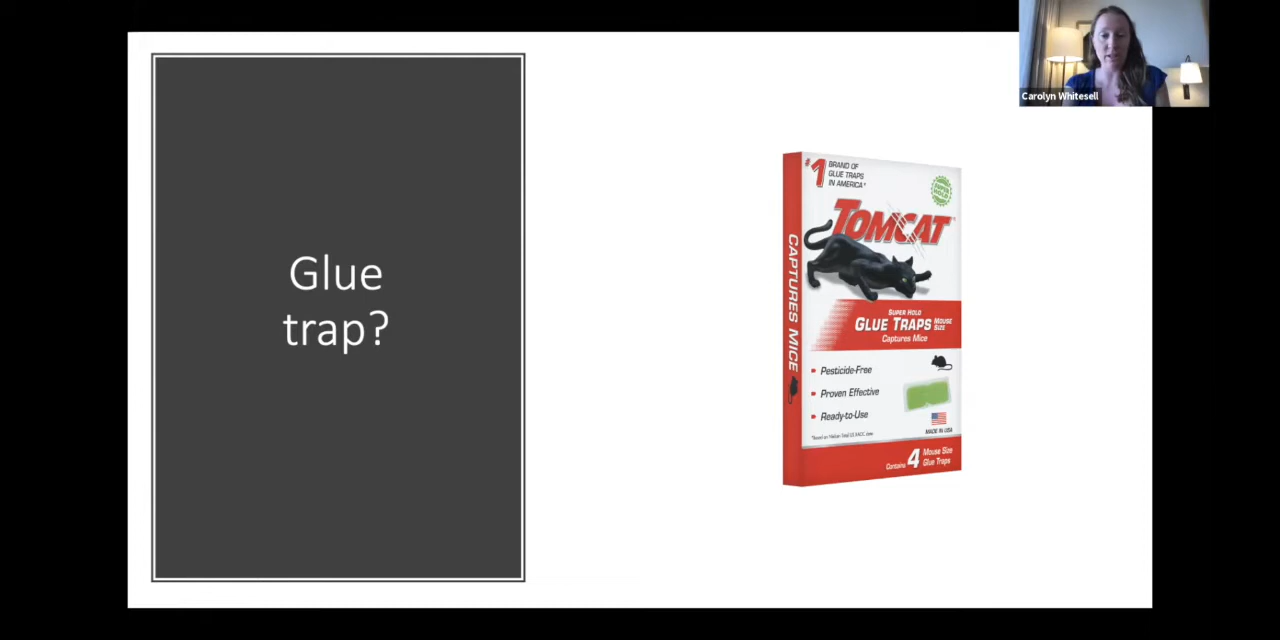 Glue
trap?
Carolyn Whitesell
#1
BRAND OF
GLUE TRAPS
IN AMERICA*
SUPER
HOLD
TOMCAT
CAPTURES MICE
SUPER HOLD
GLUE TRAPS MOUSE SIZE
Captures Mice
Pesticide-Free
Proven Effective
Ready-to-Use
MADE IN USA
Contains 4 Mouse Size
Glue Traps